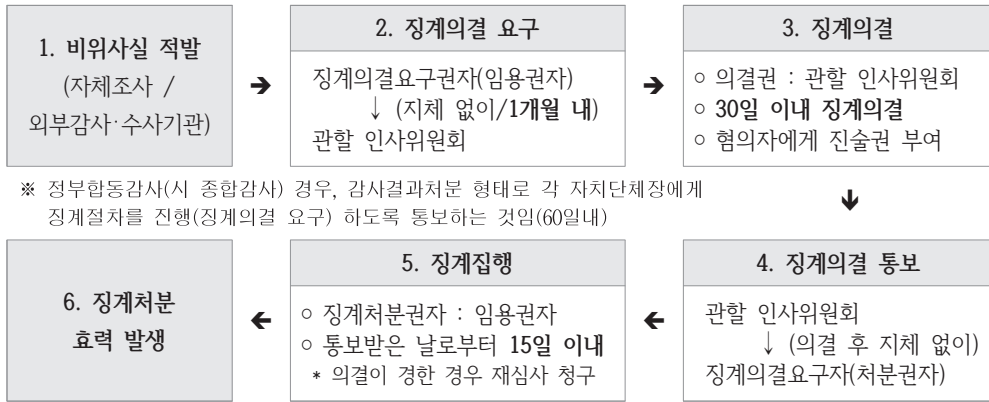 1. 비위사실 적발
(자체조사 /
외부감사·수사기관)
➔
2. 징계의결 요구
징계의결요구권자(임용권자)
↓ (지체 없이/1개월 내)
관할 인사위원회
➔
3. 징계의결
○ 의결권 : 관할 인사위원회
○ 30일 이내 징계의결
○ 혐의자에게 진술권 부여
※ 정부합동감사(시 종합감사) 경우, 감사결과처분 형태로 각 자치단체장에게
징계절차를 진행(징계의결 요구) 하도록 통보하는 것임(60일내)
🡻
4. 징계의결 통보
관할 인사위원회
↓ (의결 후 지체 없이)
징계의결요구자(처분권자)
🡸
5. 징계집행
○ 징계처분권자 : 임용권자
○ 통보받은 날로부터 15일 이내
* 의결이 경한 경우 재심사 청구
🡸
6. 징계처분
효력 발생